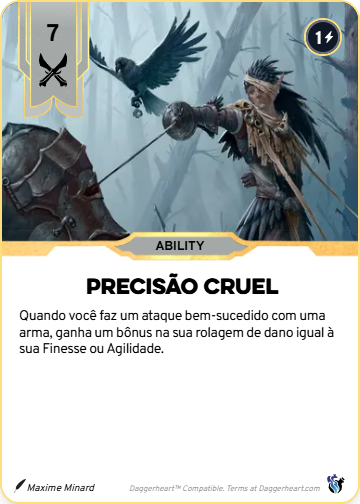 7
1
ABILITY
PRECISÃO CRUEL
Quando você faz um ataque bem-sucedido com uma
arma, ganha um bônus na sua rolagem de dano igual à
sua Finesse ou Agilidade.
Maxime Minard
Daggerheart™ Compatible. Terms at Daggerheart.com